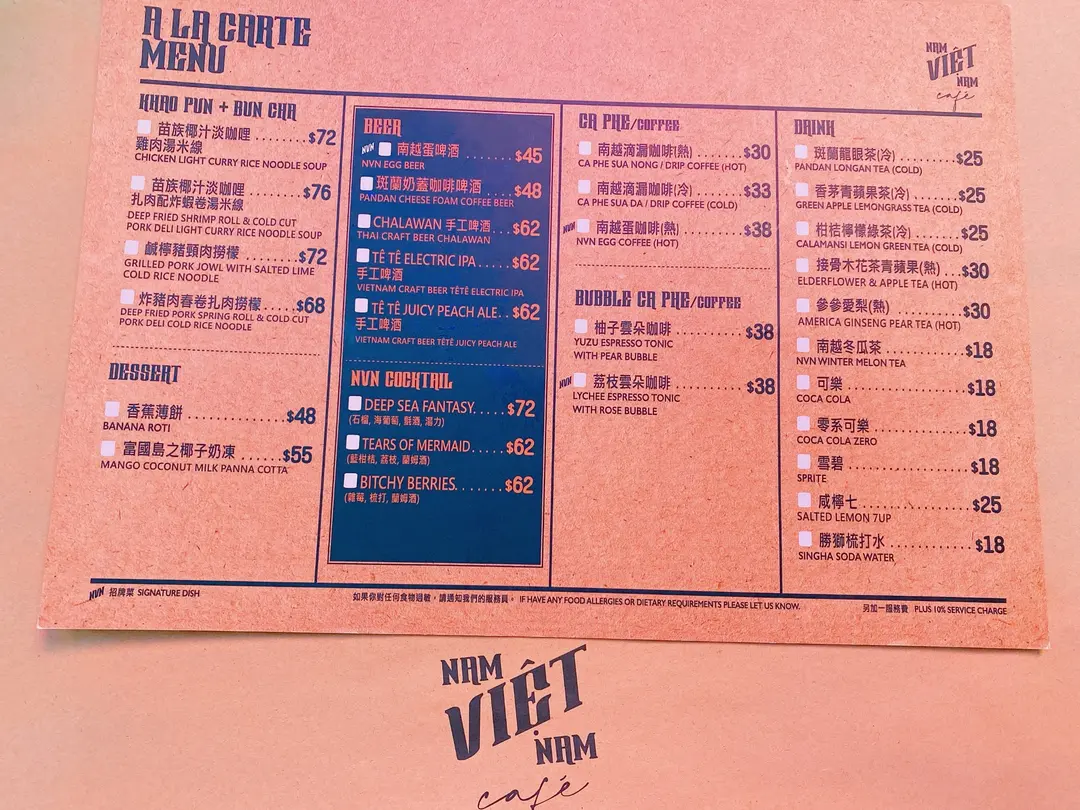 A LA CARTE
MENU
NAM
VIỆT
NAM
café
KHAO PUN + BUN CHA
苗族椰汁淡咖哩 ....... $72
雞肉湯米線
CHICKEN LIGHT CURRY RICE NOODLE SOUP
苗族椰汁淡咖哩 ....... $76
扎肉配炸蝦卷湯米線
DEEP FRIED SHRIMP ROLL & COLD CUT
PORK DELI LIGHT CURRY RICE NOODLE SOUP
鹹檸豬頸肉撈檬 ....... $72
GRILLED PORK JOWL WITH SALTED LIME
COLD RICE NOODLE
炸豬肉春卷扎肉撈檬 ..... $68
DEEP FRIED PORK SPRING ROLL & COLD CUT
PORK DELI COLD RICE NOODLE
DESSERT
香蕉薄餅 ............ $48
BANANA ROTI
富國島之椰子奶凍 ...... $55
MANGO COCONUT MILK PANNA COTTA
BEER
NVN 南越蛋啤酒 ....... $45
NVN EGG BEER
斑蘭奶蓋咖啡啤酒 .... $48
PANDAN CHEESE FOAM COFFEE BEER
CHALAWAN 手工啤酒 ... $62
THAI CRAFT BEER CHALAWAN
TÊ TÊ ELECTRIC IPA ..... $62
手工啤酒
VIETNAM CRAFT BEER TÊTÊ ELECTRIC IPA
TÊ TÊ JUICY PEACH ALE. . $62
手工啤酒
VIETNAM CRAFT BEER TÊTÊ JUICY PEACH ALE
NVN COCKTAIL
DEEP SEA FANTASY ..... $72
(石榴, 海葡萄, 氈酒, 湯力)
TEARS OF MERMAID ..... $62
(藍柑桔, 荔枝, 蘭姆酒)
BITCHY BERRIES ....... $62
(雜莓, 梳打, 蘭姆酒)
CA PHE/COFFEE
南越滴漏咖啡(熱) ....... $30
CA PHE SUA NONG / DRIP COFFEE (HOT)
南越滴漏咖啡(冷) ....... $33
CA PHE SUA DA / DRIP COFFEE (COLD)
NVN 南越蛋咖啡(熱) ......... $38
NVN EGG COFFEE (HOT)
BUBBLE CA PHE/COFFEE
柚子雲朵咖啡 ......... $38
YUZU ESPRESSO TONIC
WITH PEAR BUBBLE
NVN 荔枝雲朵咖啡 ......... $38
LYCHEE ESPRESSO TONIC
WITH ROSE BUBBLE
DRINK
斑蘭龍眼茶(冷) ....... $25
PANDAN LONGAN TEA (COLD)
香茅青蘋果茶(冷) ..... $25
GREEN APPLE LEMONGRASS TEA (COLD)
柑桔檸檬綠茶(冷) ..... $25
CALAMANSI LEMON GREEN TEA (COLD)
接骨木花茶青蘋果(熱) .. $30
ELDERFLOWER & APPLE TEA (HOT)
參參愛梨(熱) ......... $30
AMERICA GINSENG PEAR TEA (HOT)
南越冬瓜茶 .......... $18
NVN WINTER MELON TEA
可樂 ............... $18
COCA COLA
零系可樂 ........... $18
COCA COLA ZERO
雪碧 ............... $18
SPRITE
咸檸七 ............. $25
SALTED LEMON 7UP
勝獅梳打水 .......... $18
SINGHA SODA WATER
NVN 招牌菜 SIGNATURE DISH
如果你對任何食物過敏，請通知我們的服務員。 IF HAVE ANY FOOD ALLERGIES OR DIETARY REQUIREMENTS PLEASE LET US KNOW.
另加一服務費 PLUS 10% SERVICE CHARGE
NAM
VIỆT
NAM
café